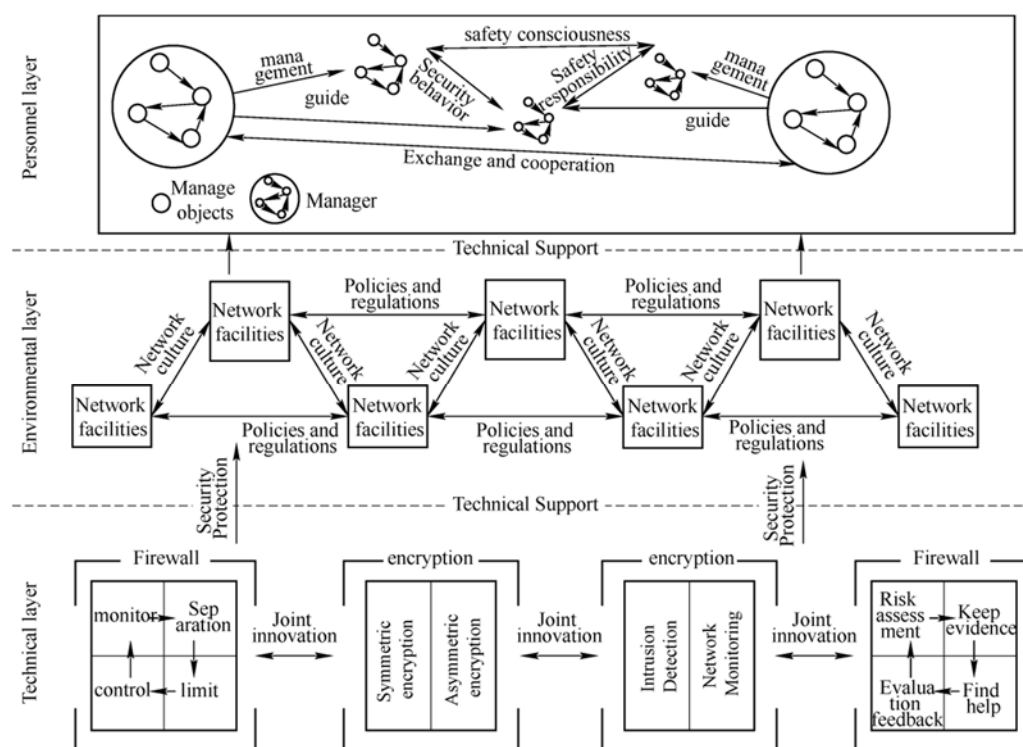 Personnel layer
safety consciousness
mana
gement
guide
Security
behavior
Safety
responsibility
mana
gement
guide
Exchange and cooperation
Manage
objects
Manager
Technical Support
Environmental layer
Policies and
regulations
Policies and
regulations
Network
facilities
Network
facilities
Network
facilities
Network
culture
Network
culture
Network
culture
Network
culture
Network
culture
Network
culture
Network
facilities
Network
facilities
Network
facilities
Network
facilities
Policies and
regulations
Policies and
regulations
Policies and
regulations
Security
Protection
Technical Support
Security
Protection
Technical layer
Firewall
monitor
Sep
aration
control
limit
Joint
innovation
encryption
Symmetric
encryption
Asymmetric
encryption
Joint
innovation
encryption
Intrusion
Detection
Network
Monitoring
Joint
innovation
Firewall
Risk
assess
ment
Keep
evidence
Evalua
tion
feedback
Find
help